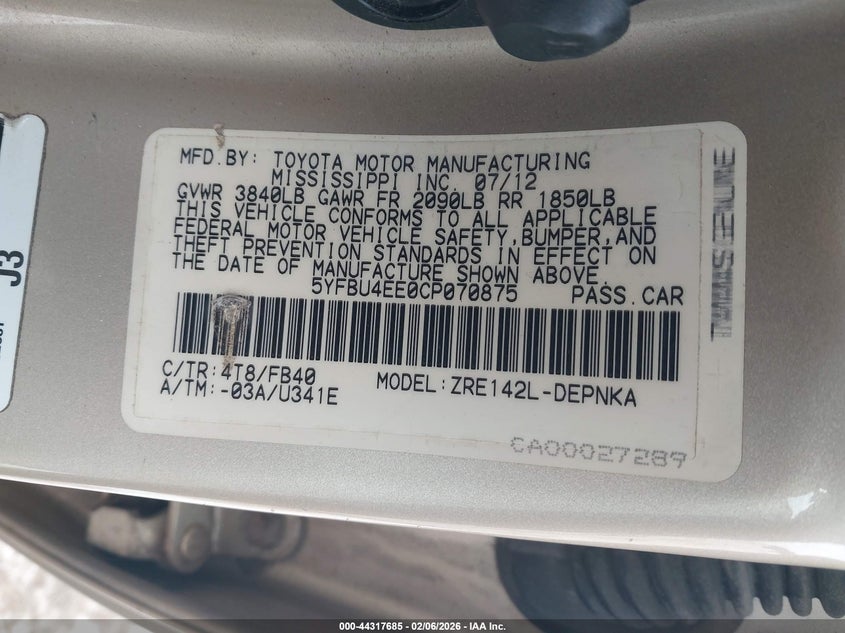 MFD.BY: TOYOTA MOTOR MANUFACTURING
MISSISSIPPI INC. 07/12
GVWR 3840LB GAWR FR 2090LB RR 1850LB
THIS VEHICLE CONFORMS TO ALL APPLICABLE
FEDERAL MOTOR VEHICLE SAFETY,BUMPER,AND
THEFT PREVENTION STANDARDS IN EFFECT ON
THE DATE OF MANUFACTURE SHOWN ABOVE.
5YFBU4EE0CP070875 PASS.CAR
C/TR:4T8/FB40
A/TM:-03A/U341E MODEL:ZRE142L-DEPNKA
CA00027289
J3
000-44317685 | 02/06/2026 – IAA Inc.